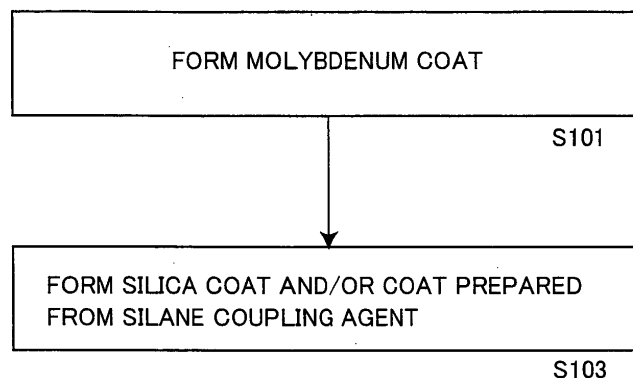 FORM MOLYBDENUM COAT
S101
FORM SILICA COAT AND/OR COAT PREPARED
FROM SILANE COUPLING AGENT
S103